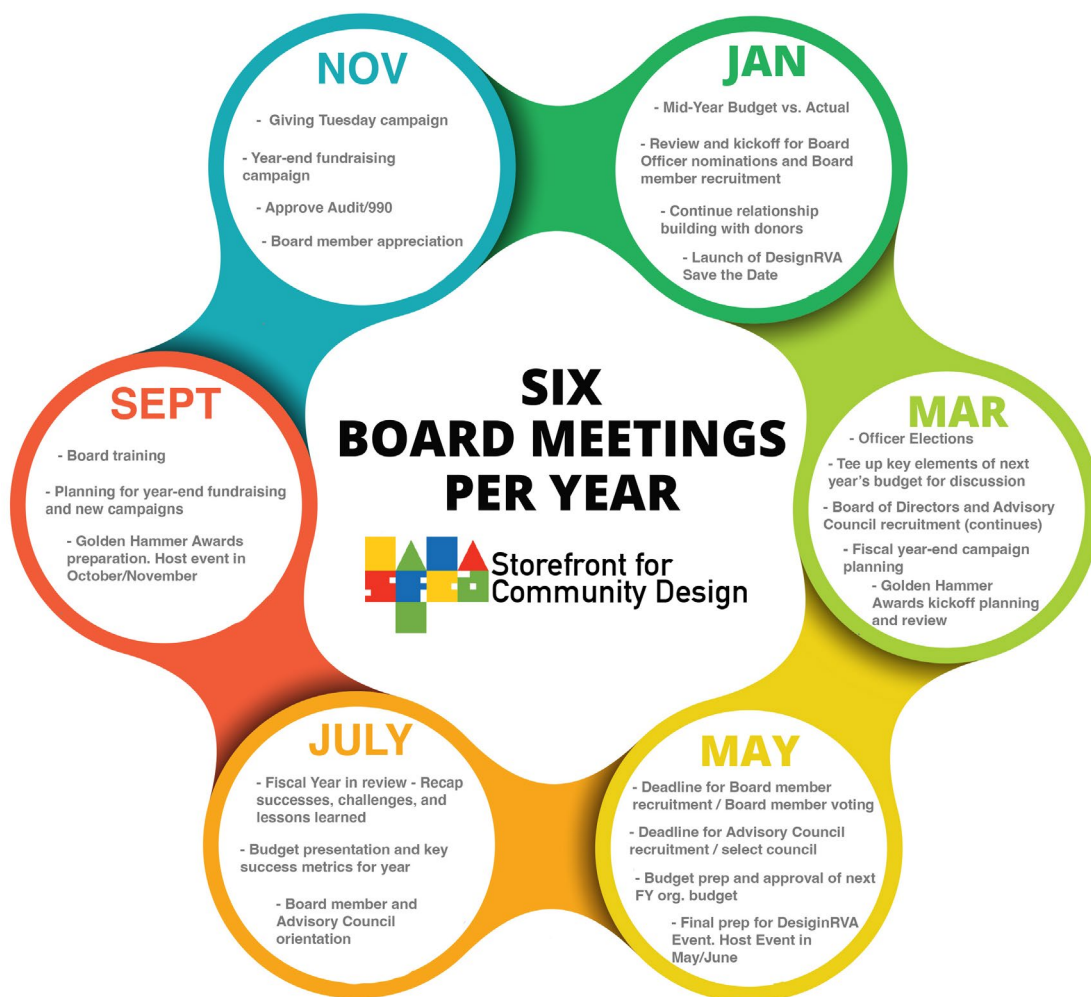 NOV
- Giving Tuesday campaign
- Year-end fundraising
campaign
- Approve Audit/990
- Board member appreciation
JAN
- Mid-Year Budget vs. Actual
- Review and kickoff for Board
Officer nominations and Board
member recruitment
- Continue relationship
building with donors
- Launch of DesignRVA
Save the Date
SEPT
- Board training
- Planning for year-end fundraising
and new campaigns
- Golden Hammer Awards
preparation. Host event in
October/November
SIX
BOARD MEETINGS
PER YEAR
Storefront for
Community Design
MAR
- Officer Elections
- Tee up key elements of next
year's budget for discussion
- Board of Directors and Advisory
Council recruitment (continues)
- Fiscal year-end campaign
planning
- Golden Hammer
Awards kickoff planning
and review
JULY
- Fiscal Year in review - Recap
successes, challenges, and
lessons learned
- Budget presentation and key
success metrics for year
- Board member and
Advisory Council
orientation
MAY
- Deadline for Board member
recruitment / Board member voting
- Deadline for Advisory Council
recruitment / select council
- Budget prep and approval of next
FY org. budget
- Final prep for DesiginRVA
Event. Host Event in
May/June